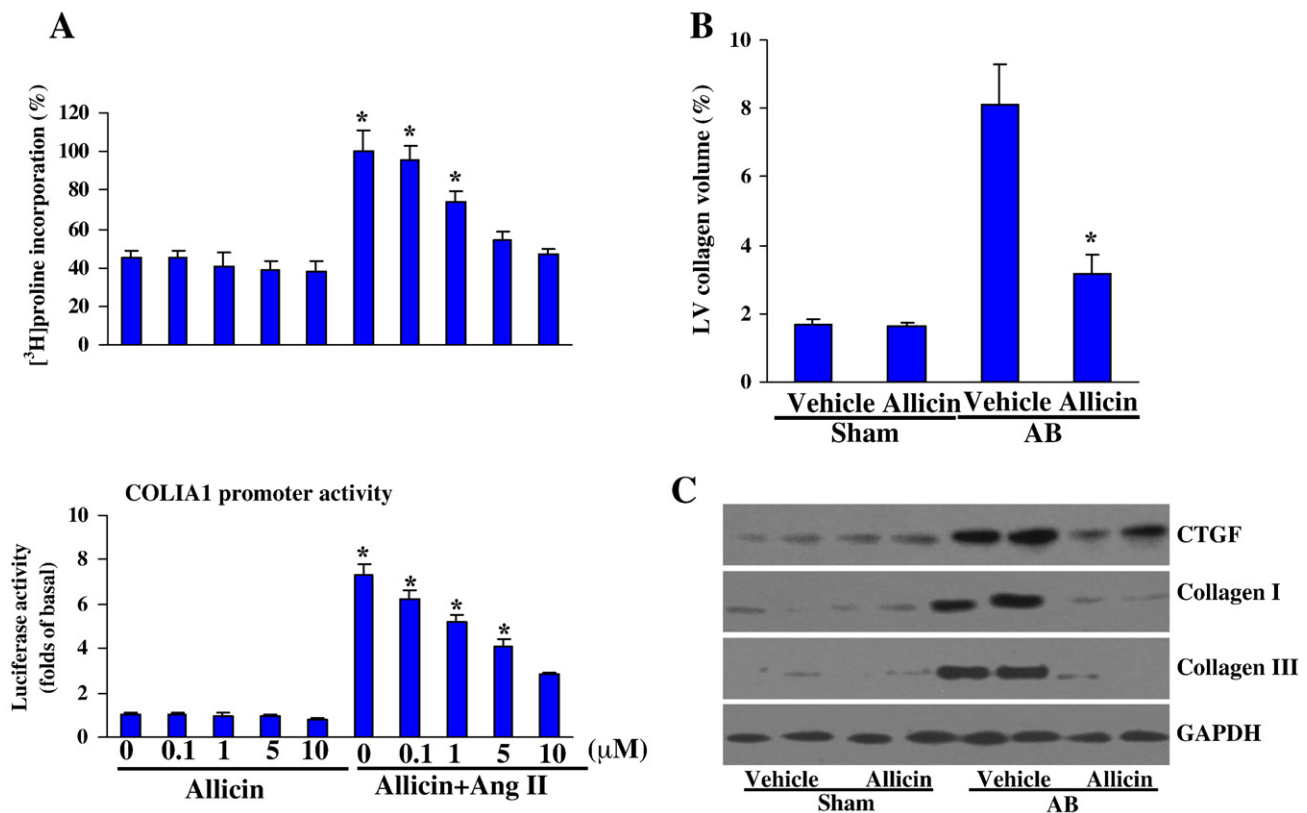 A
[³H]proline incorporation (%)
120
100
80
60
40
20
0
* * *
COLIA1 promoter activity
Luciferase activity
(folds of basal)
10
8
6
4
2
0
* * * *
0 0.1 1 5 10 0 0.1 1 5 10 (μM)
Allicin Allicin+Ang II
B
LV collagen volume (%)
10
8
6
4
2
0
*
Vehicle Allicin Vehicle Allicin
Sham AB
C
CTGF
Collagen I
Collagen III
GAPDH
Vehicle Allicin Vehicle Allicin
Sham AB